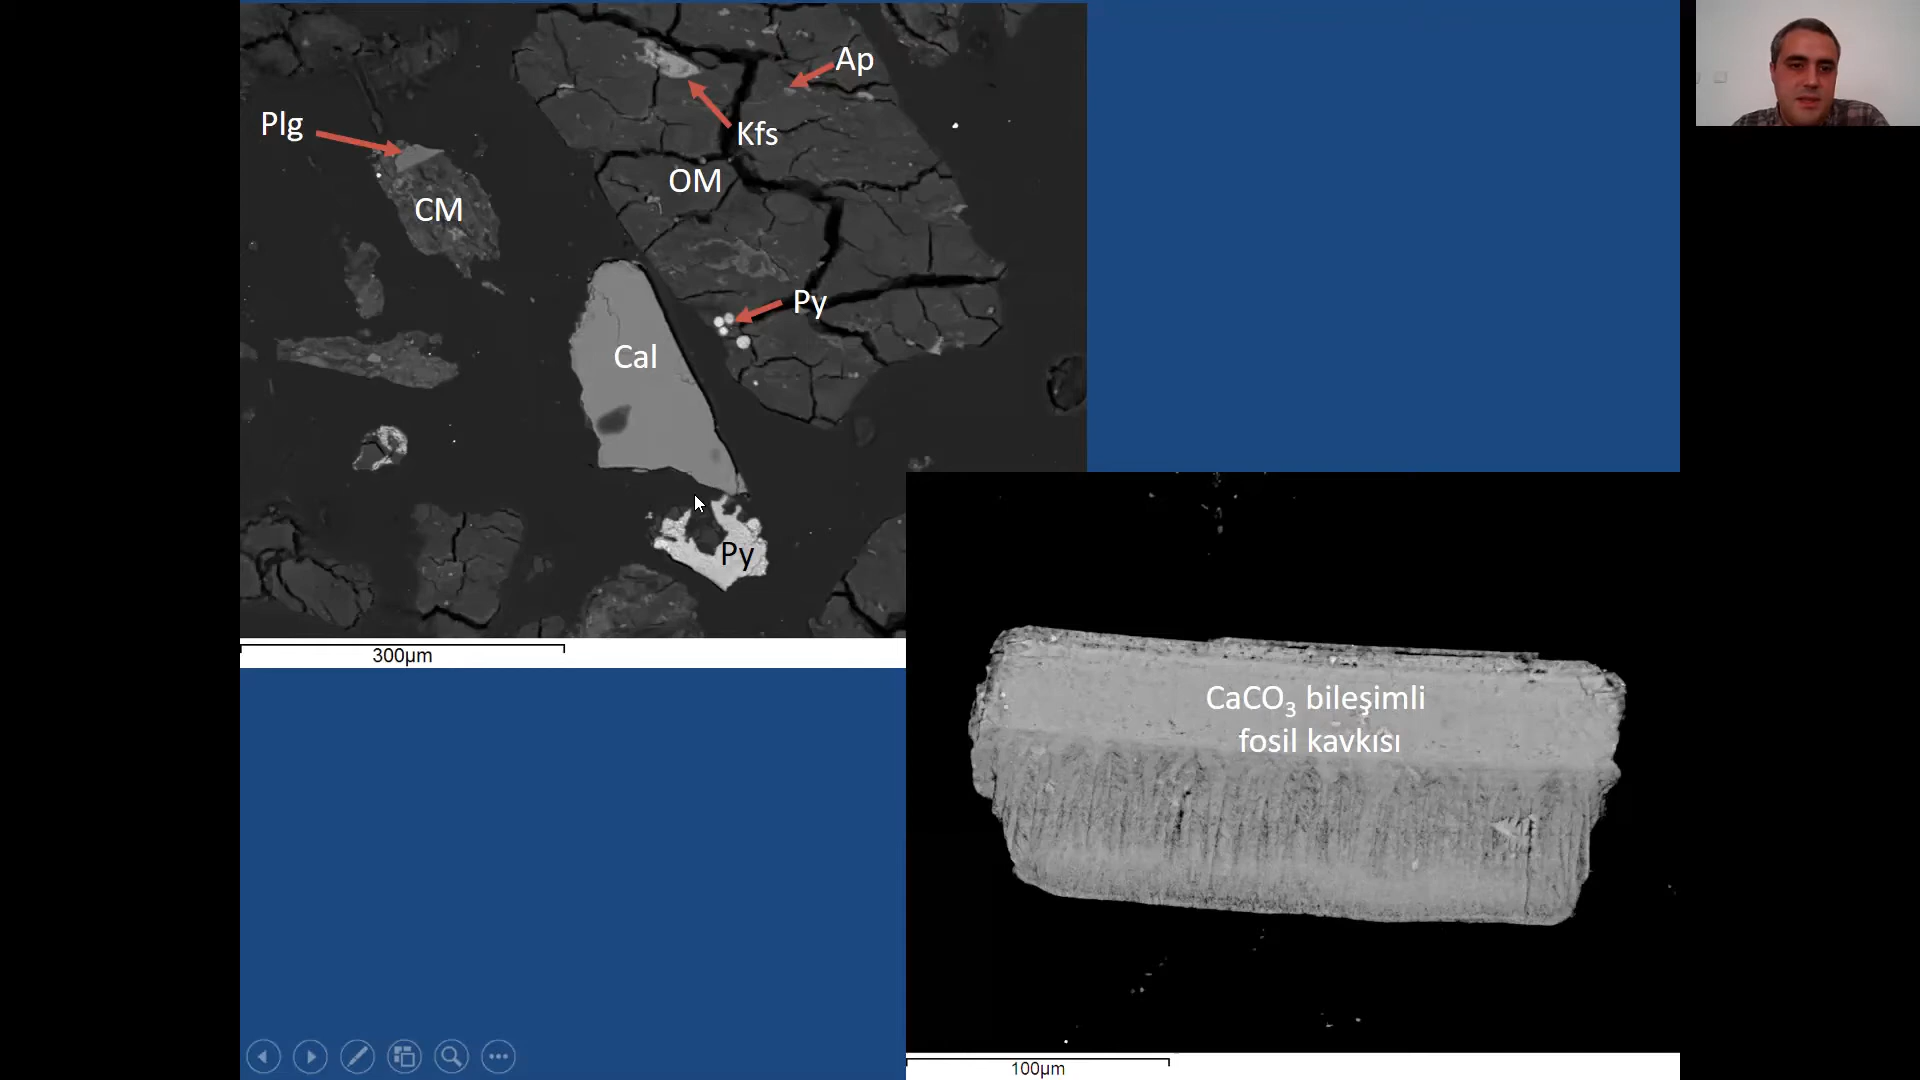 Ap
Plg
Kfs
OM
CM
Py
Cal
Py
300µm
CaCO₃ bileşimli
fosil kavkısı
100µm